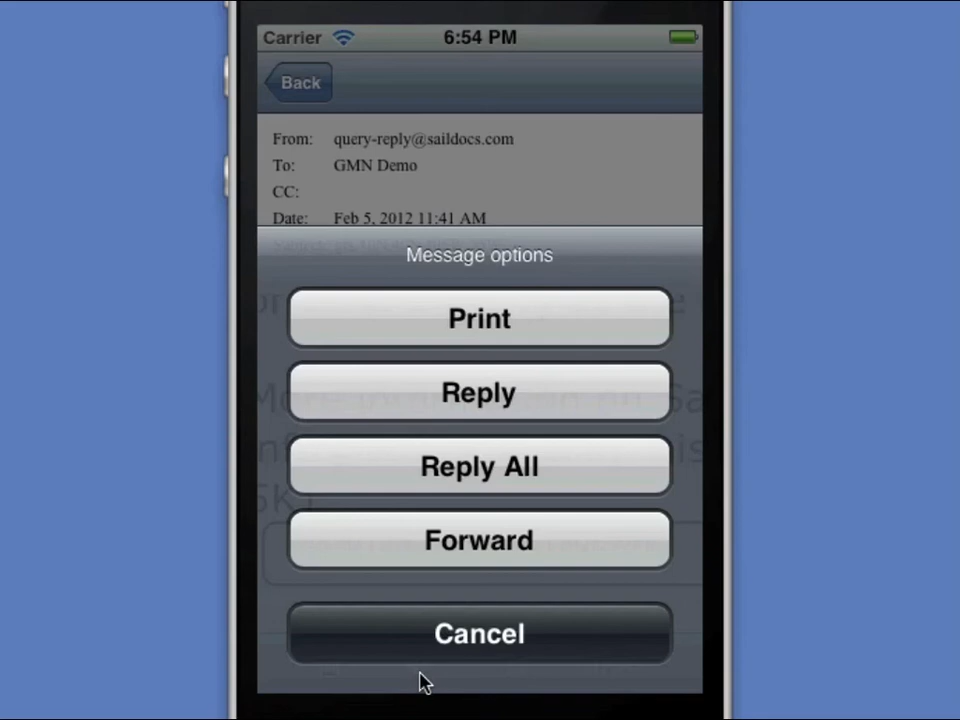 Carrier 6:54 PM
Back
From: query-reply@saildocs.com
To: GMN Demo
CC:
Date: Feb 5, 2012 11:41 AM
Message options
Print
Reply
Reply All
Forward
Cancel